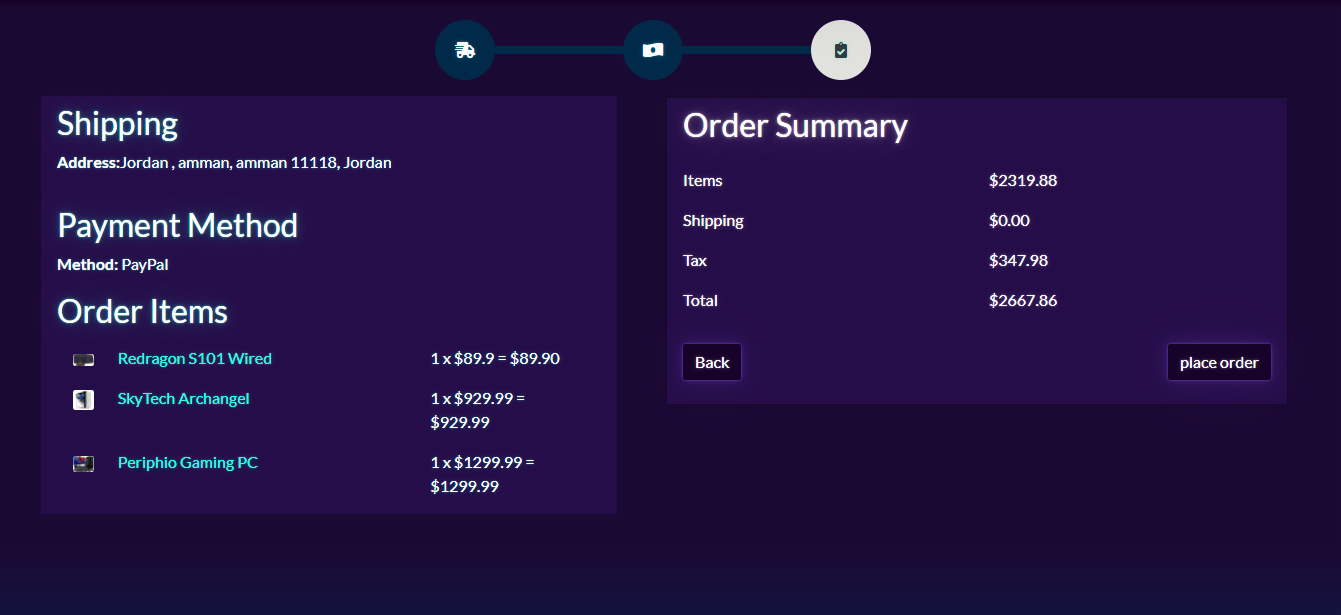 Shipping
Address:Jordan , amman, amman 11118, Jordan
Payment Method
Method: PayPal
Order Items
Redragon S101 Wired 1 x $89.9 = $89.90
SkyTech Archangel 1 x $929.99 =
$929.99
Periphio Gaming PC 1 x $1299.99 =
$1299.99
Order Summary
Items $2319.88
Shipping $0.00
Tax $347.98
Total $2667.86
Back place order